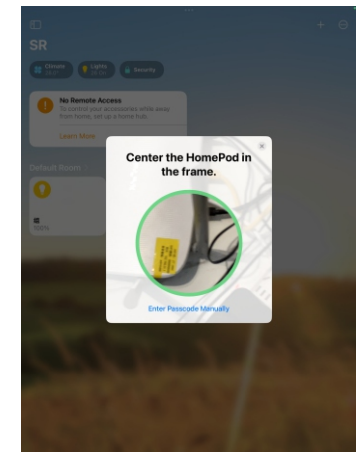 SR
Climate
Lights
Security
No Remote Access
To control your accessories while away
from home, set up a home hub.
Learn More
Default Room
100%
Center the HomePod in
the frame.
Enter Passcode Manually